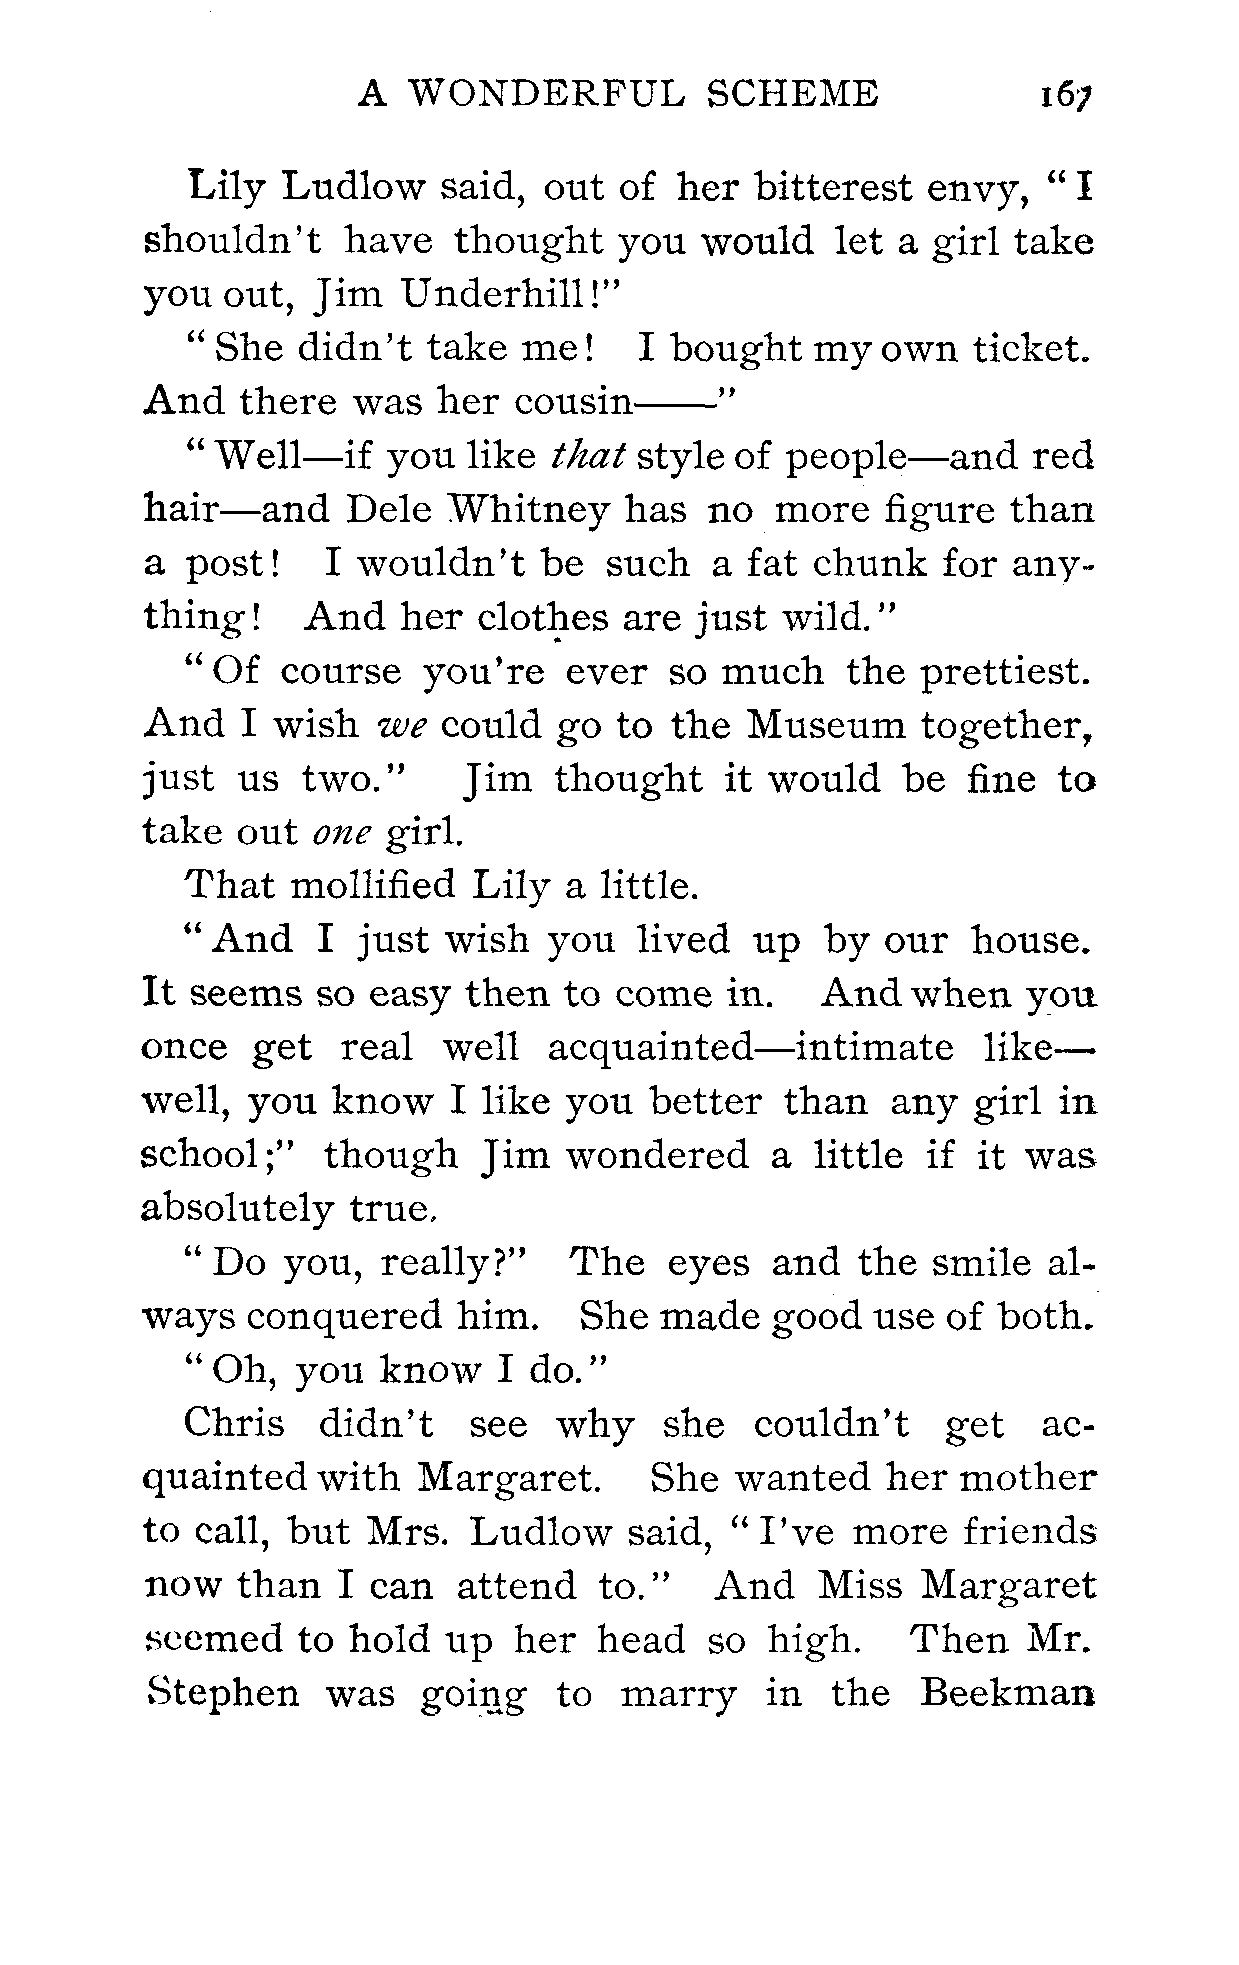 A WONDERFUL SCHEME 167
Lily Ludlow said, out of her bitterest envy, “ I
shouldn't have thought you would let a girl take
you out, Jim Underhill!”
“ She didn't take me! I bought my own ticket.
And there was her cousin——”
“ Well—if you like that style of people—and red
hair—and Dele Whitney has no more figure than
a post! I wouldn't be such a fat chunk for any-
thing! And her clothes are just wild.”
“ Of course you're ever so much the prettiest.
And I wish we could go to the Museum together,
just us two.” Jim thought it would be fine to
take out one girl.
That mollified Lily a little.
“ And I just wish you lived up by our house.
It seems so easy then to come in. And when you
once get real well acquainted—intimate like—
well, you know I like you better than any girl in
school;” though Jim wondered a little if it was
absolutely true.
“ Do you, really?” The eyes and the smile al-
ways conquered him. She made good use of both.
“ Oh, you know I do.”
Chris didn't see why she couldn't get ac-
quainted with Margaret. She wanted her mother
to call, but Mrs. Ludlow said, “ I've more friends
now than I can attend to.” And Miss Margaret
seemed to hold up her head so high. Then Mr.
Stephen was going to marry in the Beekman